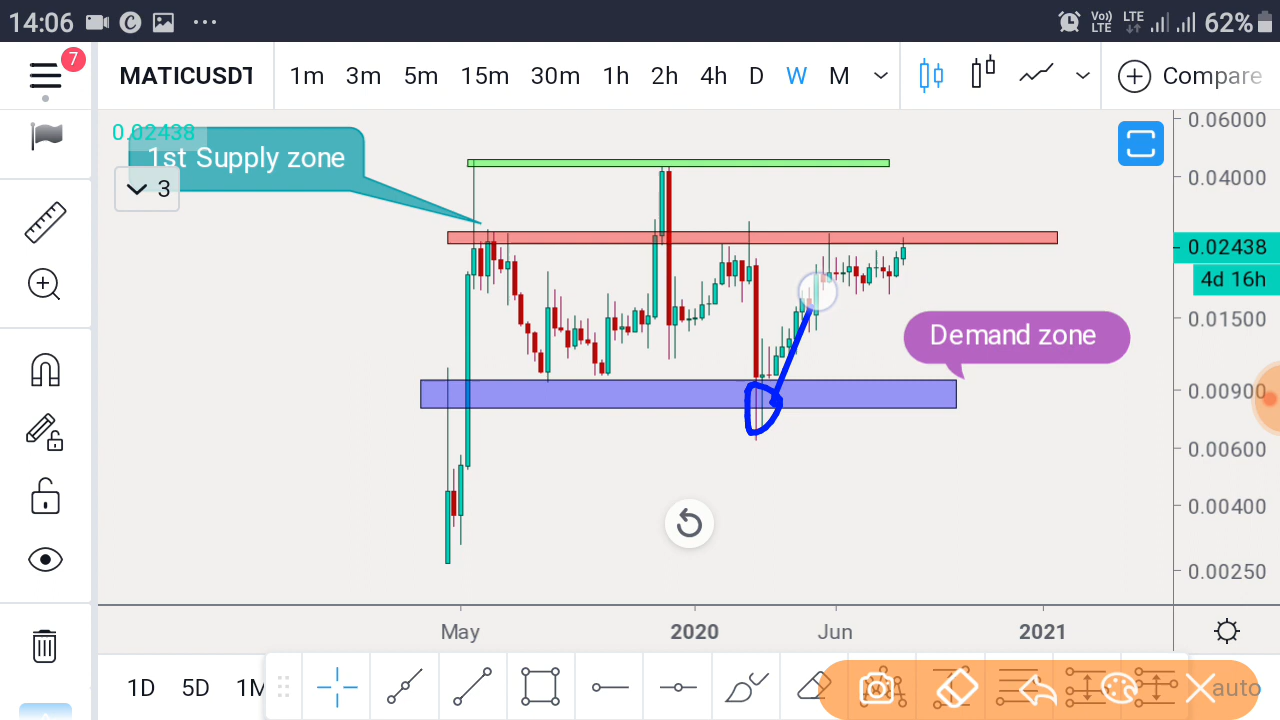 14:06 C ... Vo) LTE LTE 62%
7 MATICUSDT 1m 3m 5m 15m 30m 1h 2h 4h D W M Compare
0.02438
1st Supply zone
3
0.06000
0.04000
0.02438
4d 16h
0.01500
Demand zone
0.00900
0.00600
0.00400
0.00250
May 2020 Jun 2021
1D 5D 1M auto